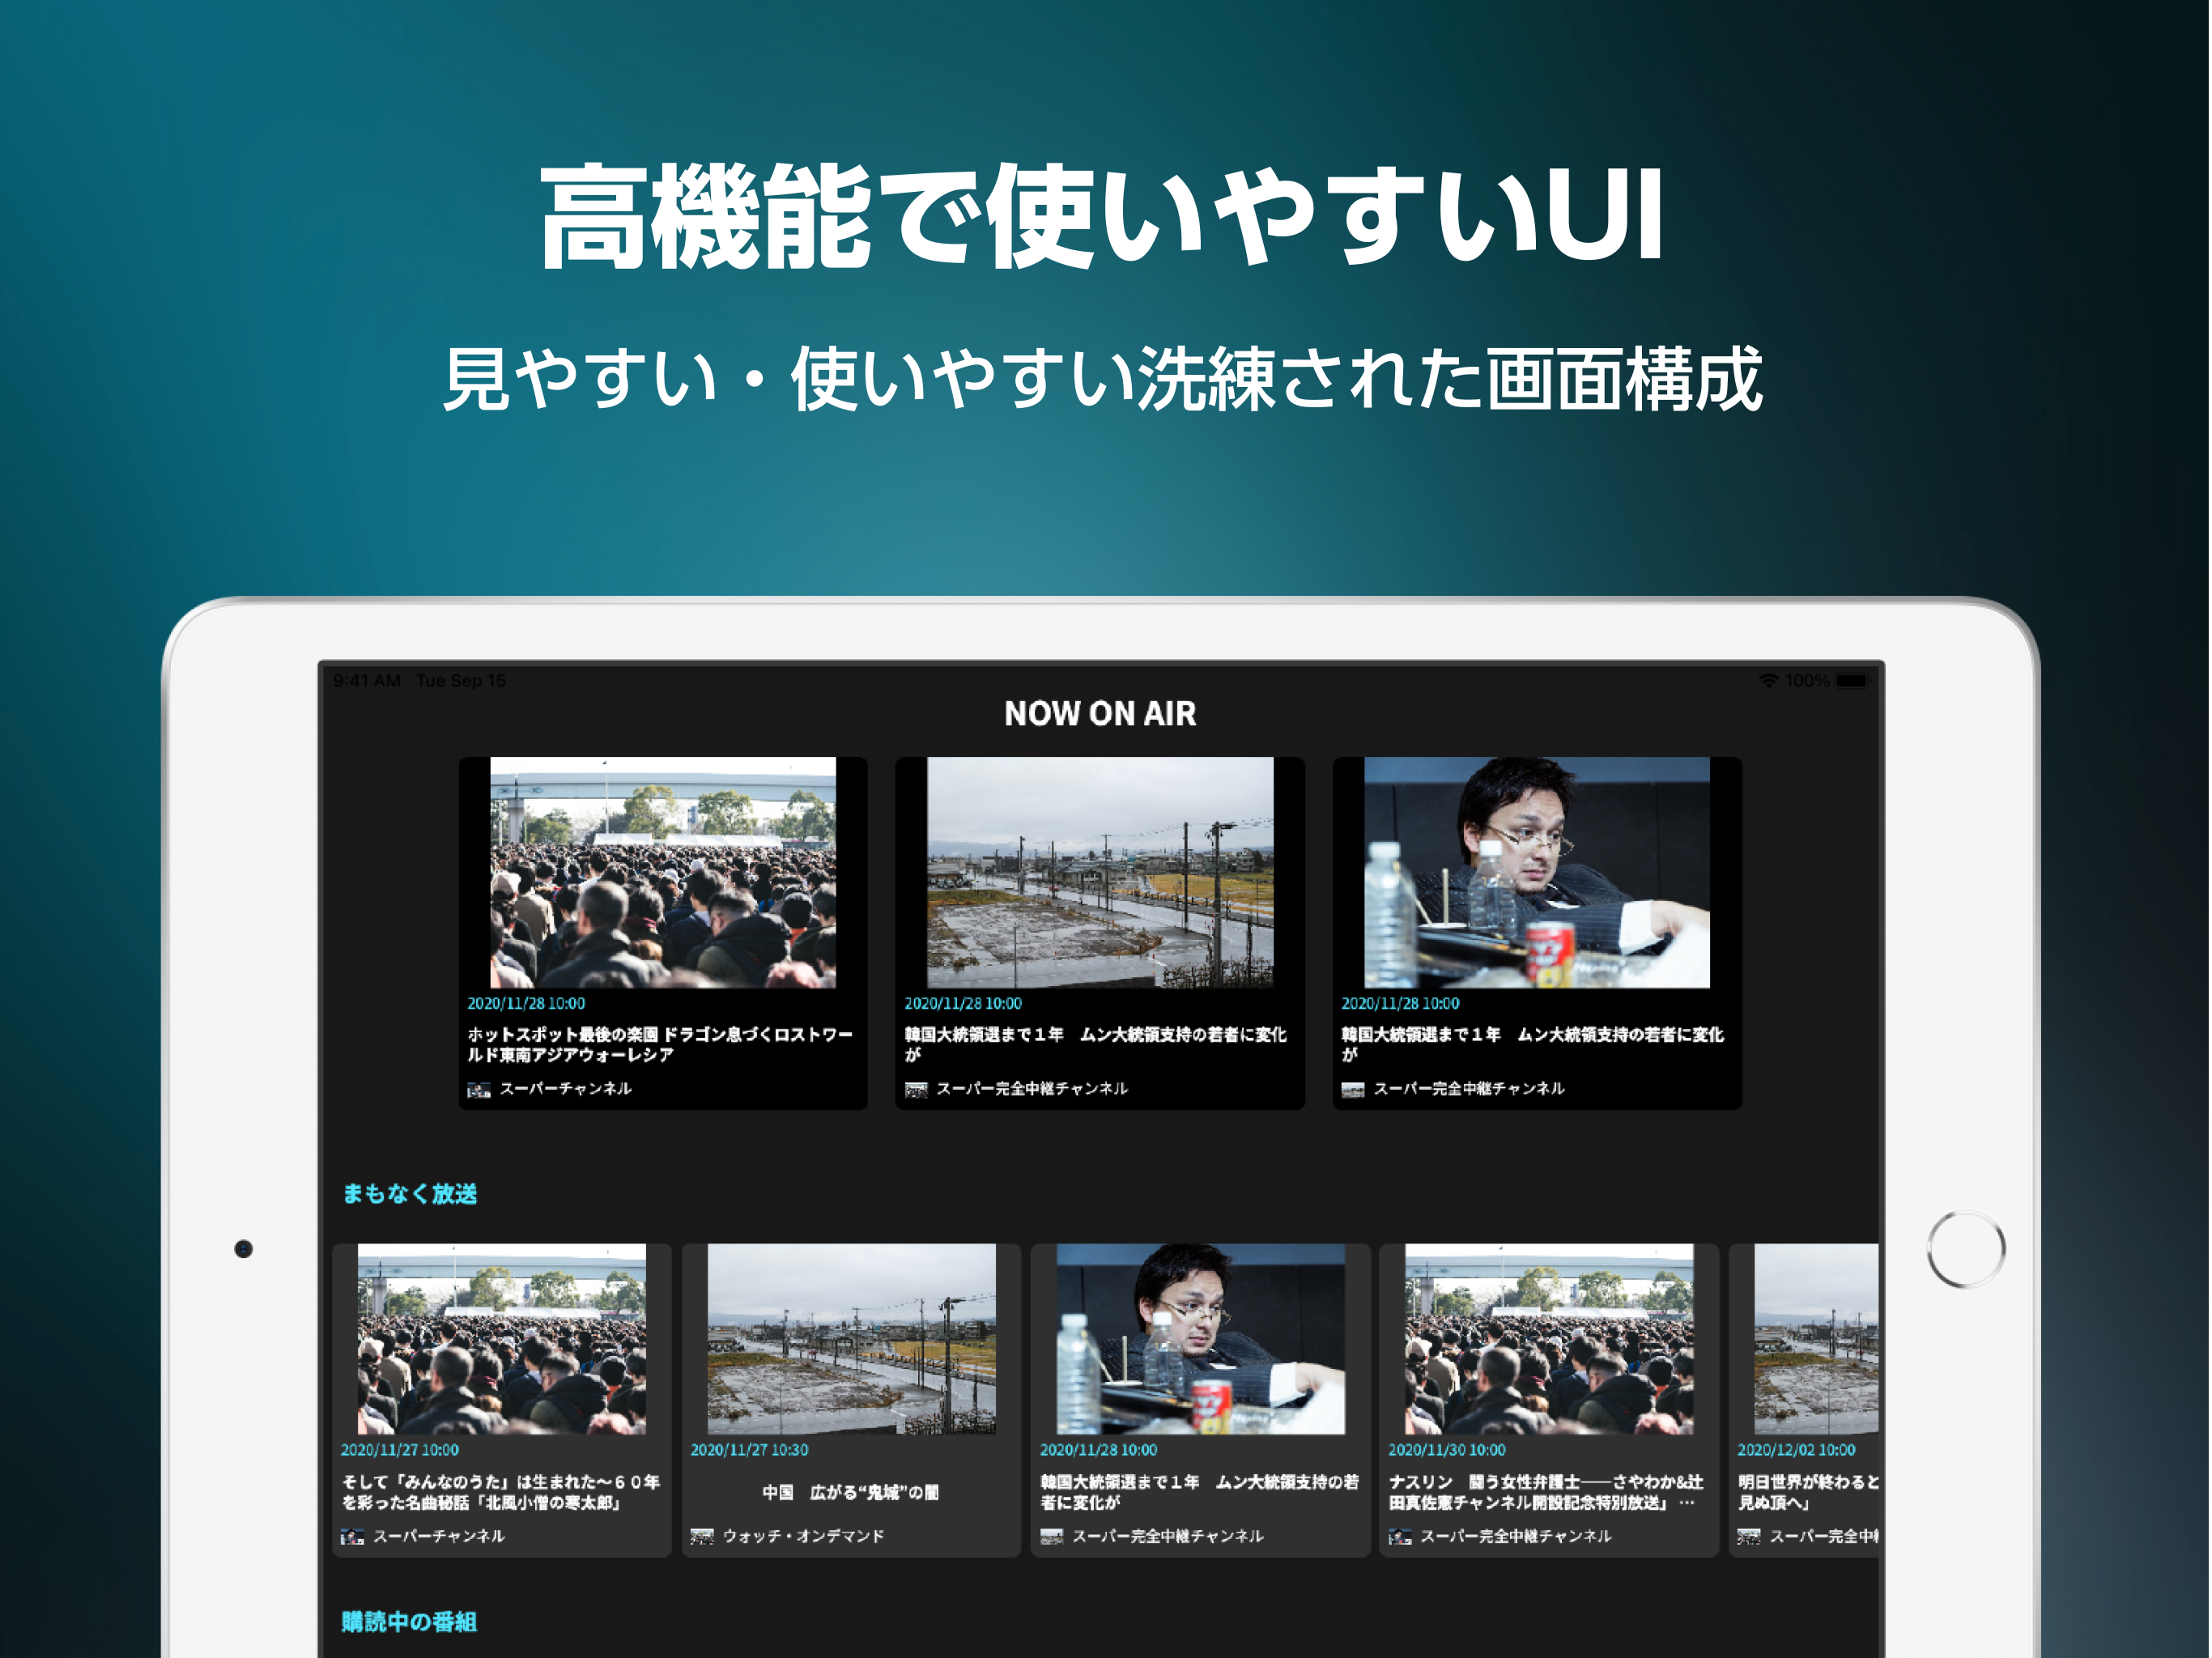 高機能で使いやすいUI
見やすい・使いやすい洗練された画面構成
9:41 AM Tue Sep 15
100%
NOW ON AIR
2020/11/28 10:00
ホットスポット最後の楽園 ドラゴン息づくロストワー
ルド東南アジアウォーレシア
スーパーチャンネル
2020/11/28 10:00
韓国大統領選まで１年　ムン大統領支持の若者に変化
が
スーパー完全中継チャンネル
2020/11/28 10:00
韓国大統領選まで１年　ムン大統領支持の若者に変化
が
スーパー完全中継チャンネル
まもなく放送
2020/11/27 10:00
そして「みんなのうた」は生まれた〜６０年
を彩った名曲秘話「北風小僧の寒太郎」
スーパーチャンネル
2020/11/27 10:30
中国　広がる“鬼城”の闇
ウォッチ・オンデマンド
2020/11/28 10:00
韓国大統領選まで１年　ムン大統領支持の若
者に変化が
スーパー完全中継チャンネル
2020/11/30 10:00
ナスリン　闘う女性弁護士——さやわか&辻
田真佐憲チャンネル開設記念特別放送」 …
スーパー完全中継チャンネル
2020/12/02 10:00
明日世界が終わると
見ぬ頂へ」
スーパー完全中
購読中の番組